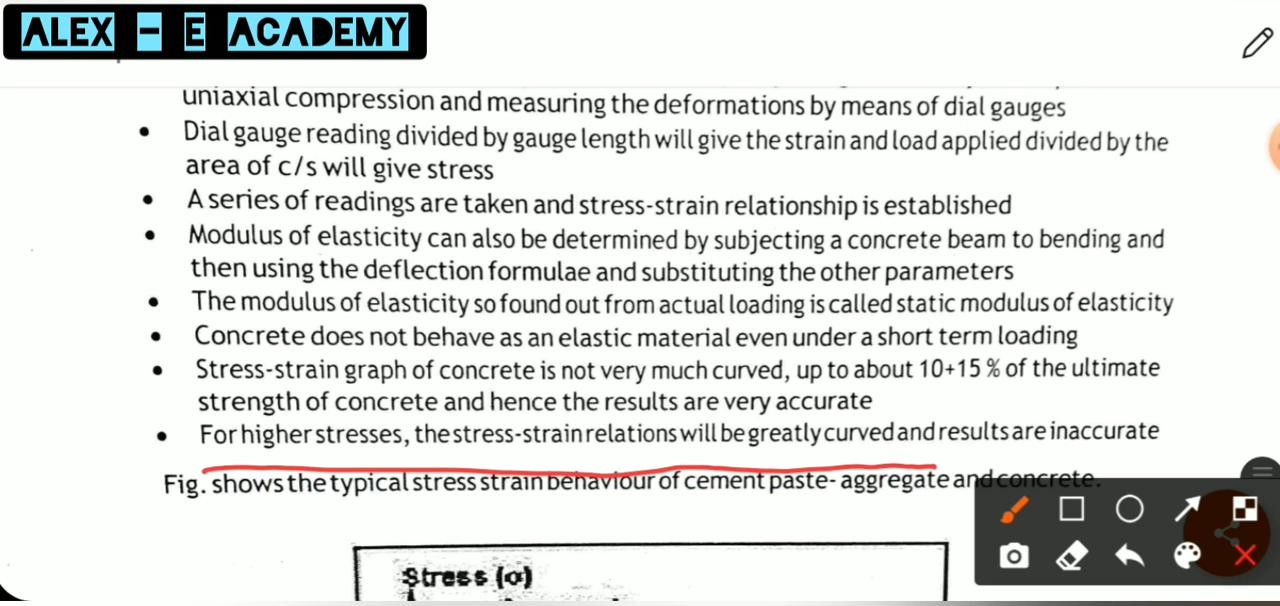 ALEX - E ACADEMY
uniaxial compression and measuring the deformations by means of dial gauges
• Dial gauge reading divided by gauge length will give the strain and load applied divided by the
area of c/s will give stress
• A series of readings are taken and stress-strain relationship is established
• Modulus of elasticity can also be determined by subjecting a concrete beam to bending and
then using the deflection formulae and substituting the other parameters
• The modulus of elasticity so found out from actual loading is called static modulus of elasticity
• Concrete does not behave as an elastic material even under a short term loading
• Stress-strain graph of concrete is not very much curved, up to about 10+15 % of the ultimate
strength of concrete and hence the results are very accurate
• For higher stresses, the stress-strain relations will be greatly curved and results are inaccurate
Fig. shows the typical stress strain behaviour of cement paste- aggregate and concrete.
Stress (σ)